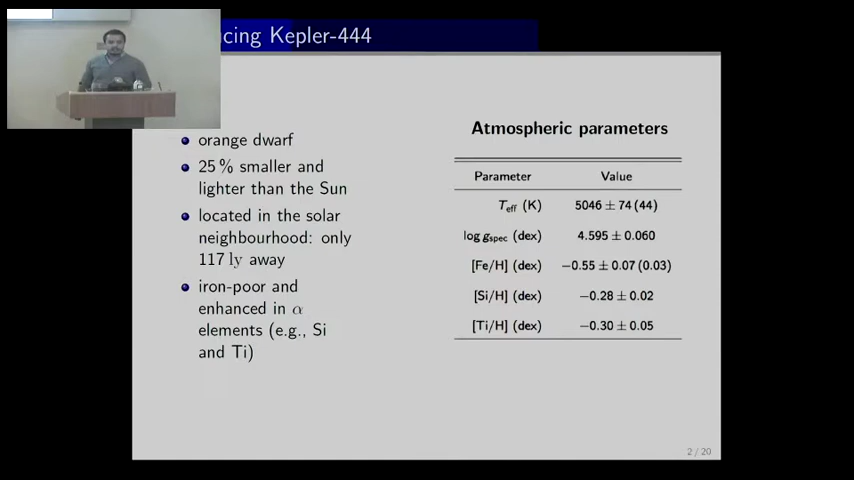 cing Kepler-444
orange dwarf
25 % smaller and
lighter than the Sun
located in the solar
neighbourhood: only
117 ly away
iron-poor and
enhanced in α
elements (e.g., Si
and Ti)
Atmospheric parameters
Parameter Value
Teff (K) 5046 ± 74 (44)
log gspec (dex) 4.595 ± 0.060
[Fe/H] (dex) −0.55 ± 0.07 (0.03)
[Si/H] (dex) −0.28 ± 0.02
[Ti/H] (dex) −0.30 ± 0.05
2 / 20